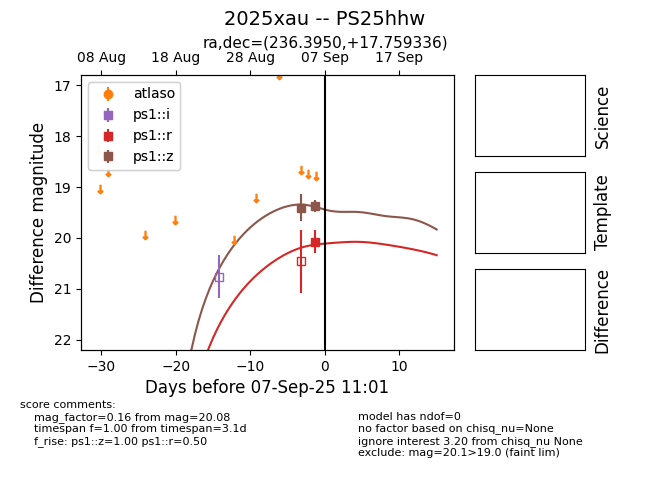 2025xau -- PS25hhw
ra,dec=(236.3950,+17.759336)
08 Aug 18 Aug 28 Aug 07 Sep 17 Sep
17
18
19
20
21
22
Difference magnitude
atlaso
ps1::i
ps1::r
ps1::z
−30 −20 −10 0 10
Days before 07-Sep-25 11:01
Science
Template
Difference
score comments:
mag_factor=0.16 from mag=20.08
timespan f=1.00 from timespan=3.1d
f_rise: ps1::z=1.00 ps1::r=0.50
model has ndof=0
no factor based on chisq_nu=None
ignore interest 3.20 from chisq_nu None
exclude: mag=20.1>19.0 (faint lim)